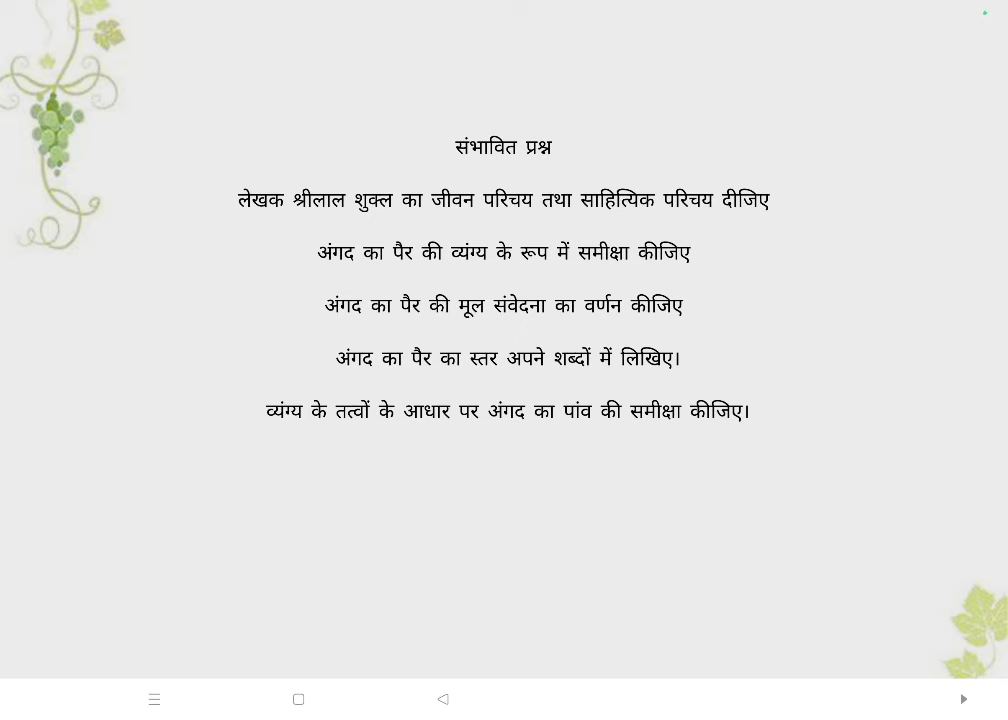 संभावित प्रश्न
लेखक श्रीलाल शुक्ल का जीवन परिचय तथा साहित्यिक परिचय दीजिए
अंगद का पैर की व्यंग्य के रूप में समीक्षा कीजिए
अंगद का पैर की मूल संवेदना का वर्णन कीजिए
अंगद का पैर का स्तर अपने शब्दों में लिखिए।
व्यंग्य के तत्वों के आधार पर अंगद का पांव की समीक्षा कीजिए।